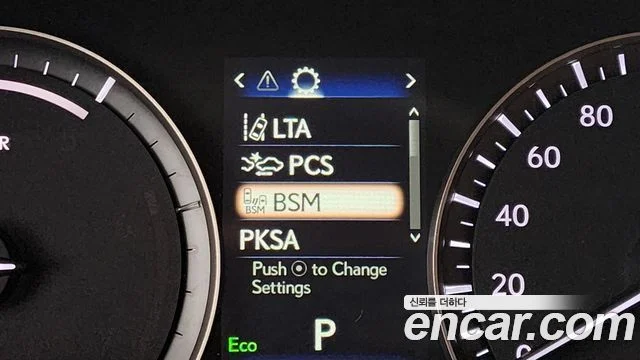 LTA
PCS
BSM BSM
PKSA
Push to Change
Settings
Eco
P
R
80
60
40
20
0
신뢰를 더하다
encar.com